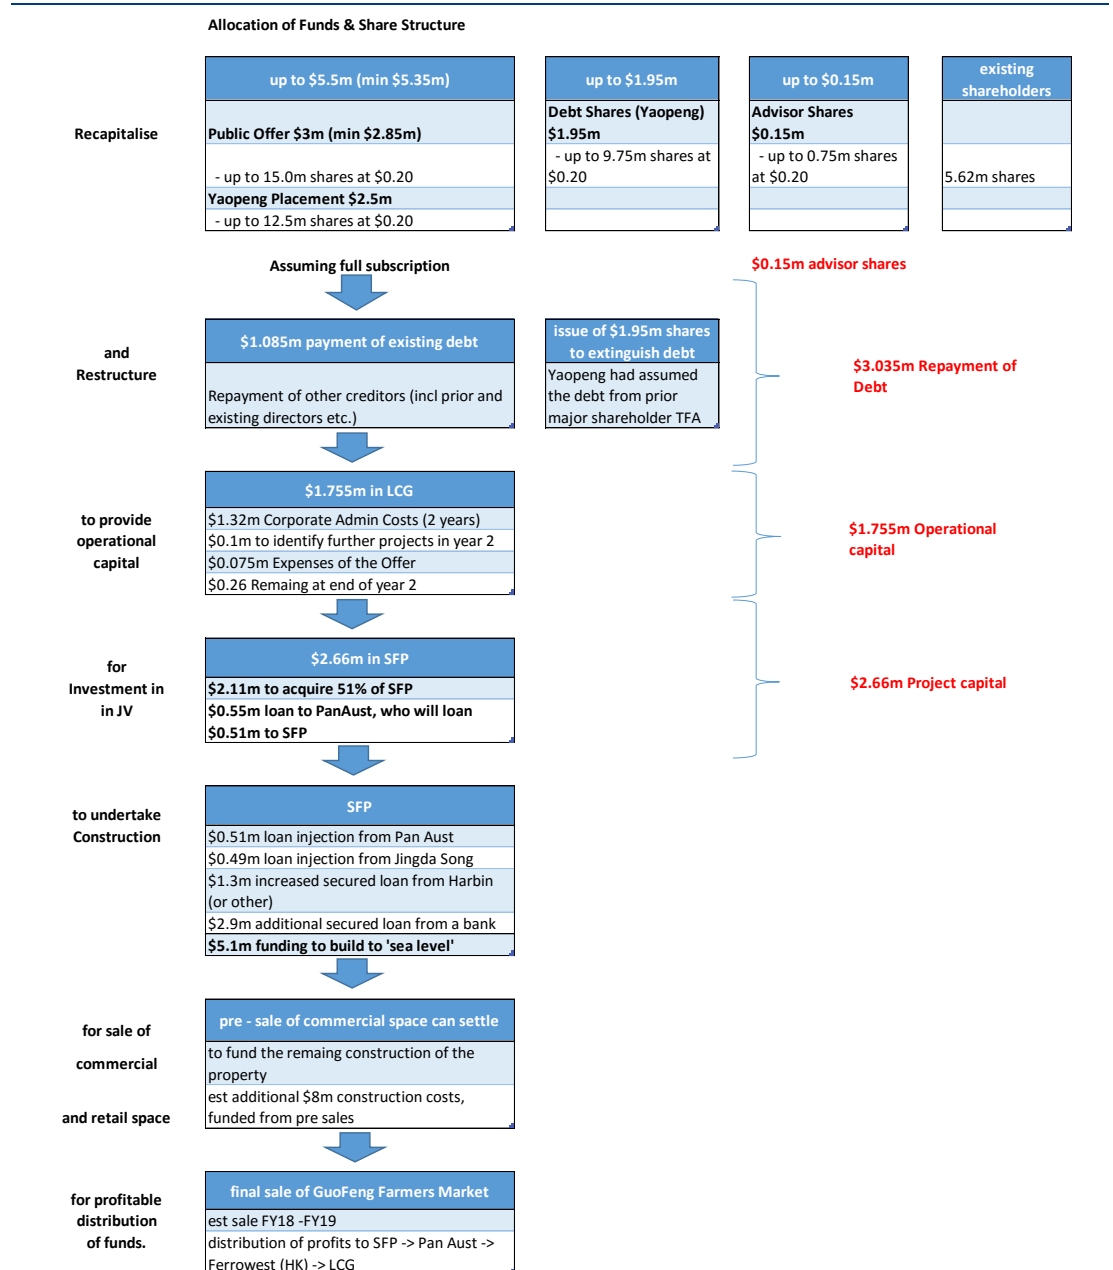 Allocation of Funds & Share Structure
up to $5.5m (min $5.35m)
up to $1.95m
up to $0.15m
existing
shareholders
Recapitalise
Public Offer $3m (min $2.85m)
- up to 15.0m shares at $0.20
Yaopeng Placement $2.5m
- up to 12.5m shares at $0.20
Debt Shares (Yaopeng)
$1.95m
- up to 9.75m shares at
$0.20
Advisor Shares
$0.15m
- up to 0.75m shares
at $0.20
5.62m shares
Assuming full subscription
$0.15m advisor shares
and
Restructure
$1.085m payment of existing debt
Repayment of other creditors (incl prior and
existing directors etc.)
issue of $1.95m shares
to extinguish debt
Yaopeng had assumed
the debt from prior
major shareholder TFA
$3.035m Repayment of
Debt
to provide
operational
capital
$1.755m in LCG
$1.32m Corporate Admin Costs (2 years)
$0.1m to identify further projects in year 2
$0.075m Expenses of the Offer
$0.26 Remaing at end of year 2
$1.755m Operational
capital
for
Investment in
in JV
$2.66m in SFP
$2.11m to acquire 51% of SFP
$0.55m loan to PanAust, who will loan
$0.51m to SFP
$2.66m Project capital
to undertake
Construction
SFP
$0.51m loan injection from Pan Aust
$0.49m loan injection from Jingda Song
$1.3m increased secured loan from Harbin
(or other)
$2.9m additional secured loan from a bank
$5.1m funding to build to 'sea level'
for sale of
commercial
and retail space
pre - sale of commercial space can settle
to fund the remaing construction of the
property
est additional $8m construction costs,
funded from pre sales
for profitable
distribution
of funds.
final sale of GuoFeng Farmers Market
est sale FY18 -FY19
distribution of profits to SFP -> Pan Aust ->
Ferrowest (HK) -> LCG